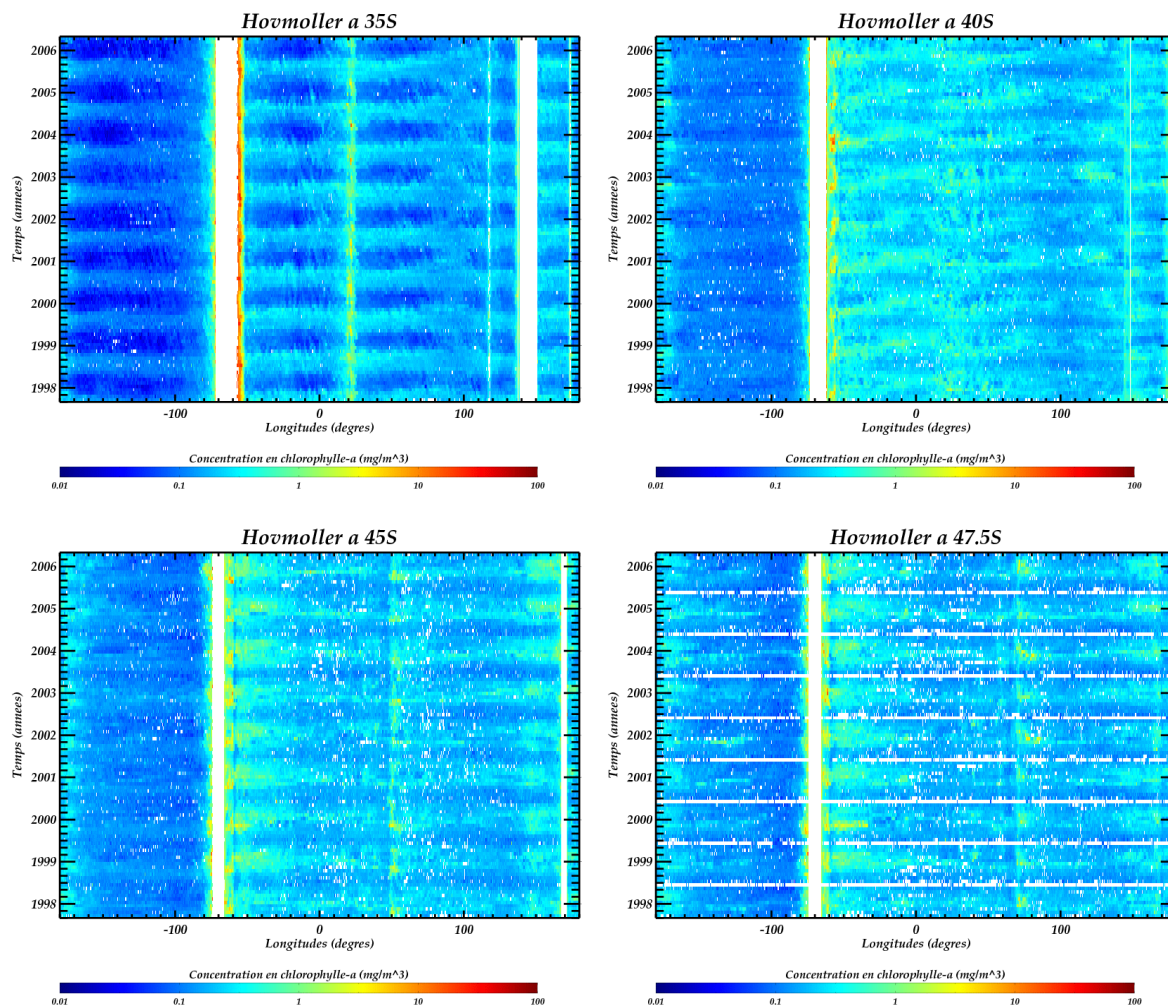 Hovmoller a 35S
Temps (annees)
2006
2005
2004
2003
2002
2001
2000
1999
1998
-100 0 100
Longitudes (degres)
Concentration en chlorophylle-a (mg/m^3)
0.01 0.1 1 10 100
Hovmoller a 40S
Temps (annees)
2006
2005
2004
2003
2002
2001
2000
1999
1998
-100 0 100
Longitudes (degres)
Concentration en chlorophylle-a (mg/m^3)
0.01 0.1 1 10 100
Hovmoller a 45S
Temps (annees)
2006
2005
2004
2003
2002
2001
2000
1999
1998
-100 0 100
Longitudes (degres)
Concentration en chlorophylle-a (mg/m^3)
0.01 0.1 1 10 100
Hovmoller a 47.5S
Temps (annees)
2006
2005
2004
2003
2002
2001
2000
1999
1998
-100 0 100
Longitudes (degres)
Concentration en chlorophylle-a (mg/m^3)
0.01 0.1 1 10 100